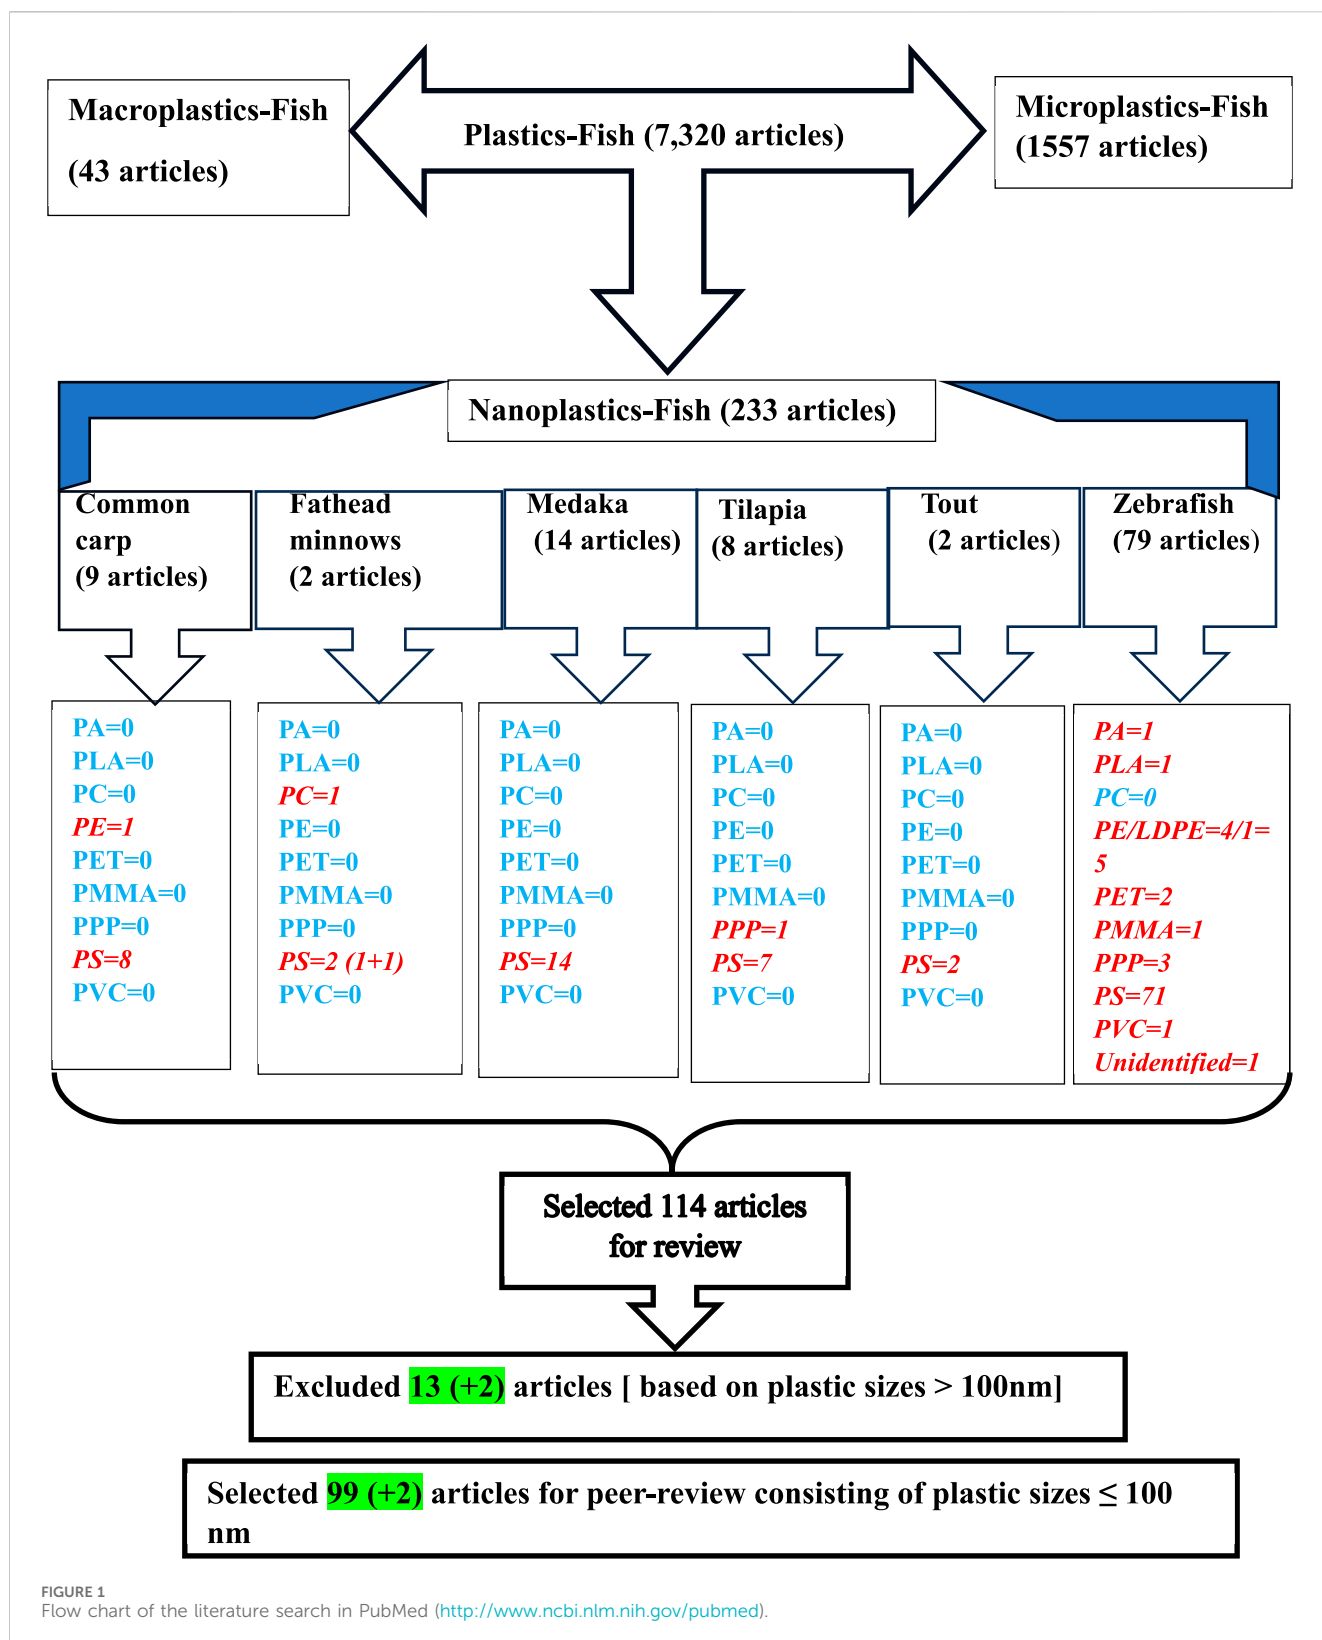 Macroplastics-Fish
(43 articles)
Plastics-Fish (7,320 articles)
Microplastics-Fish
(1557 articles)
Nanoplastics-Fish (233 articles)
Common
carp
(9 articles)
Fathead
minnows
(2 articles)
Medaka
(14 articles)
Tilapia
(8 articles)
Tout
(2 articles)
Zebrafish
(79 articles)
PA=0
PLA=0
PC=0
PE=1
PET=0
PMMA=0
PPP=0
PS=8
PVC=0
PA=0
PLA=0
PC=1
PE=0
PET=0
PMMA=0
PPP=0
PS=2 (1+1)
PVC=0
PA=0
PLA=0
PC=0
PE=0
PET=0
PMMA=0
PPP=0
PS=14
PVC=0
PA=0
PLA=0
PC=0
PE=0
PET=0
PMMA=0
PPP=1
PS=7
PVC=0
PA=0
PLA=0
PC=0
PE=0
PET=0
PMMA=0
PPP=0
PS=2
PVC=0
PA=1
PLA=1
PC=0
PE/LDPE=4/1=
5
PET=2
PMMA=1
PPP=3
PS=71
PVC=1
Unidentified=1
Selected 114 articles
for review
Excluded 13 (+2) articles [ based on plastic sizes > 100nm]
Selected 99 (+2) articles for peer-review consisting of plastic sizes ≤ 100
nm
FIGURE 1
Flow chart of the literature search in PubMed (http://www.ncbi.nlm.nih.gov/pubmed).